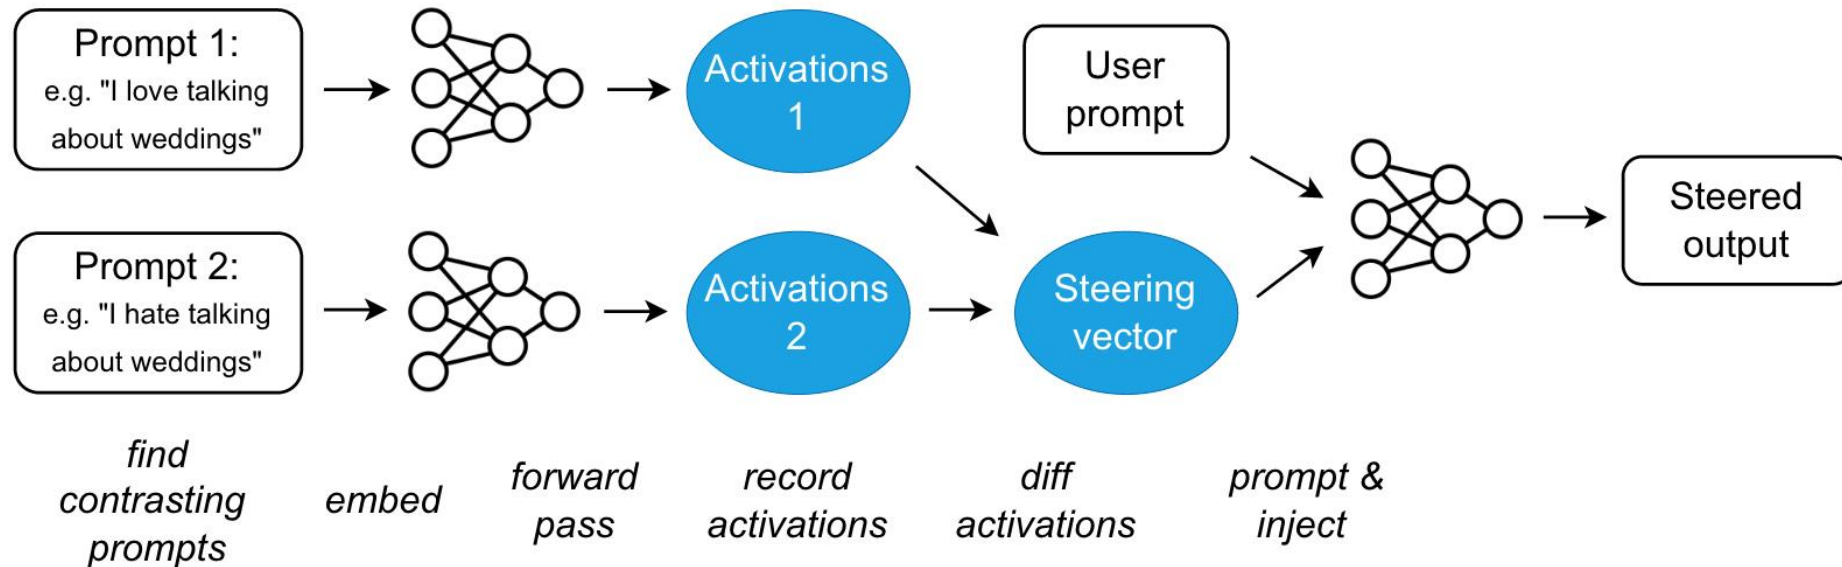 Prompt 1:
e.g. "I love talking
about weddings"
Activations
1
User
prompt
Prompt 2:
e.g. "I hate talking
about weddings"
Activations
2
Steering
vector
Steered
output
find
contrasting
prompts
embed
forward
pass
record
activations
diff
activations
prompt &
inject